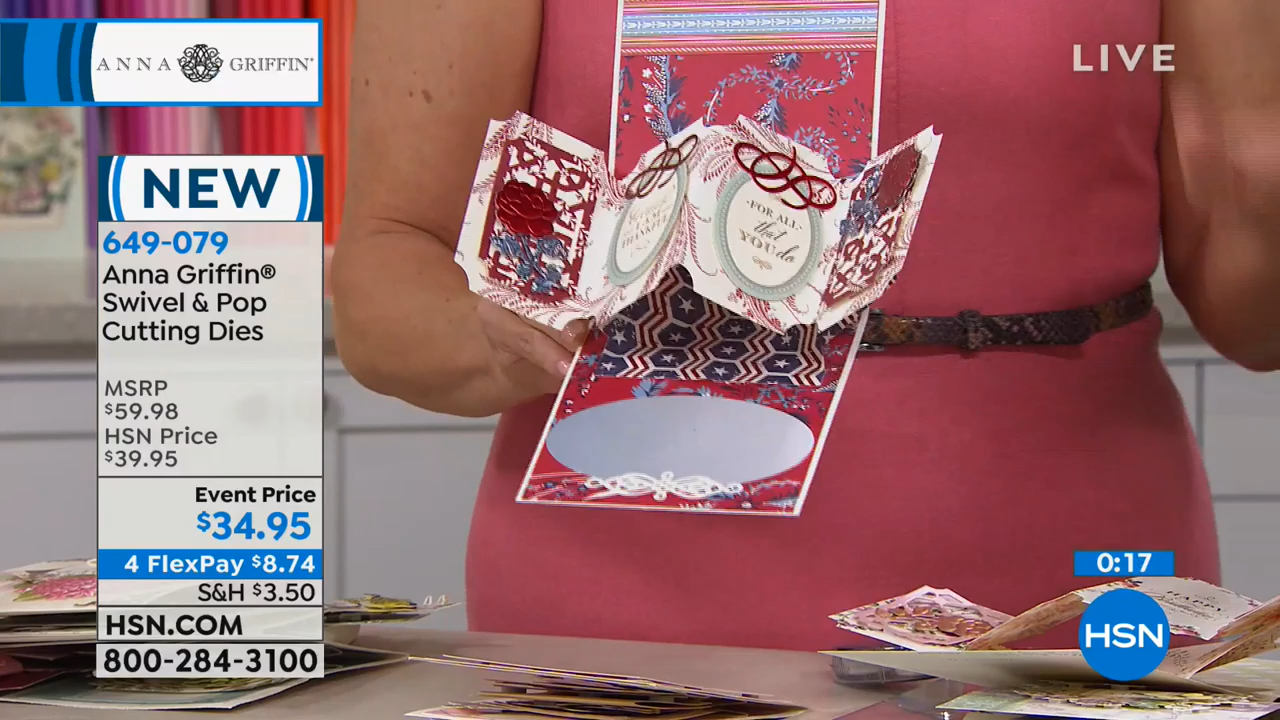 ANNA GRIFFIN®
LIVE
NEW
649-079
Anna Griffin®
Swivel & Pop
Cutting Dies
MSRP
$59.98
HSN Price
$39.95
Event Price
$34.95
4 FlexPay $8.74
S&H $3.50
HSN.COM
800-284-3100
·FOR ALL·
that do
YOU
0:17
HSN
HAPPY